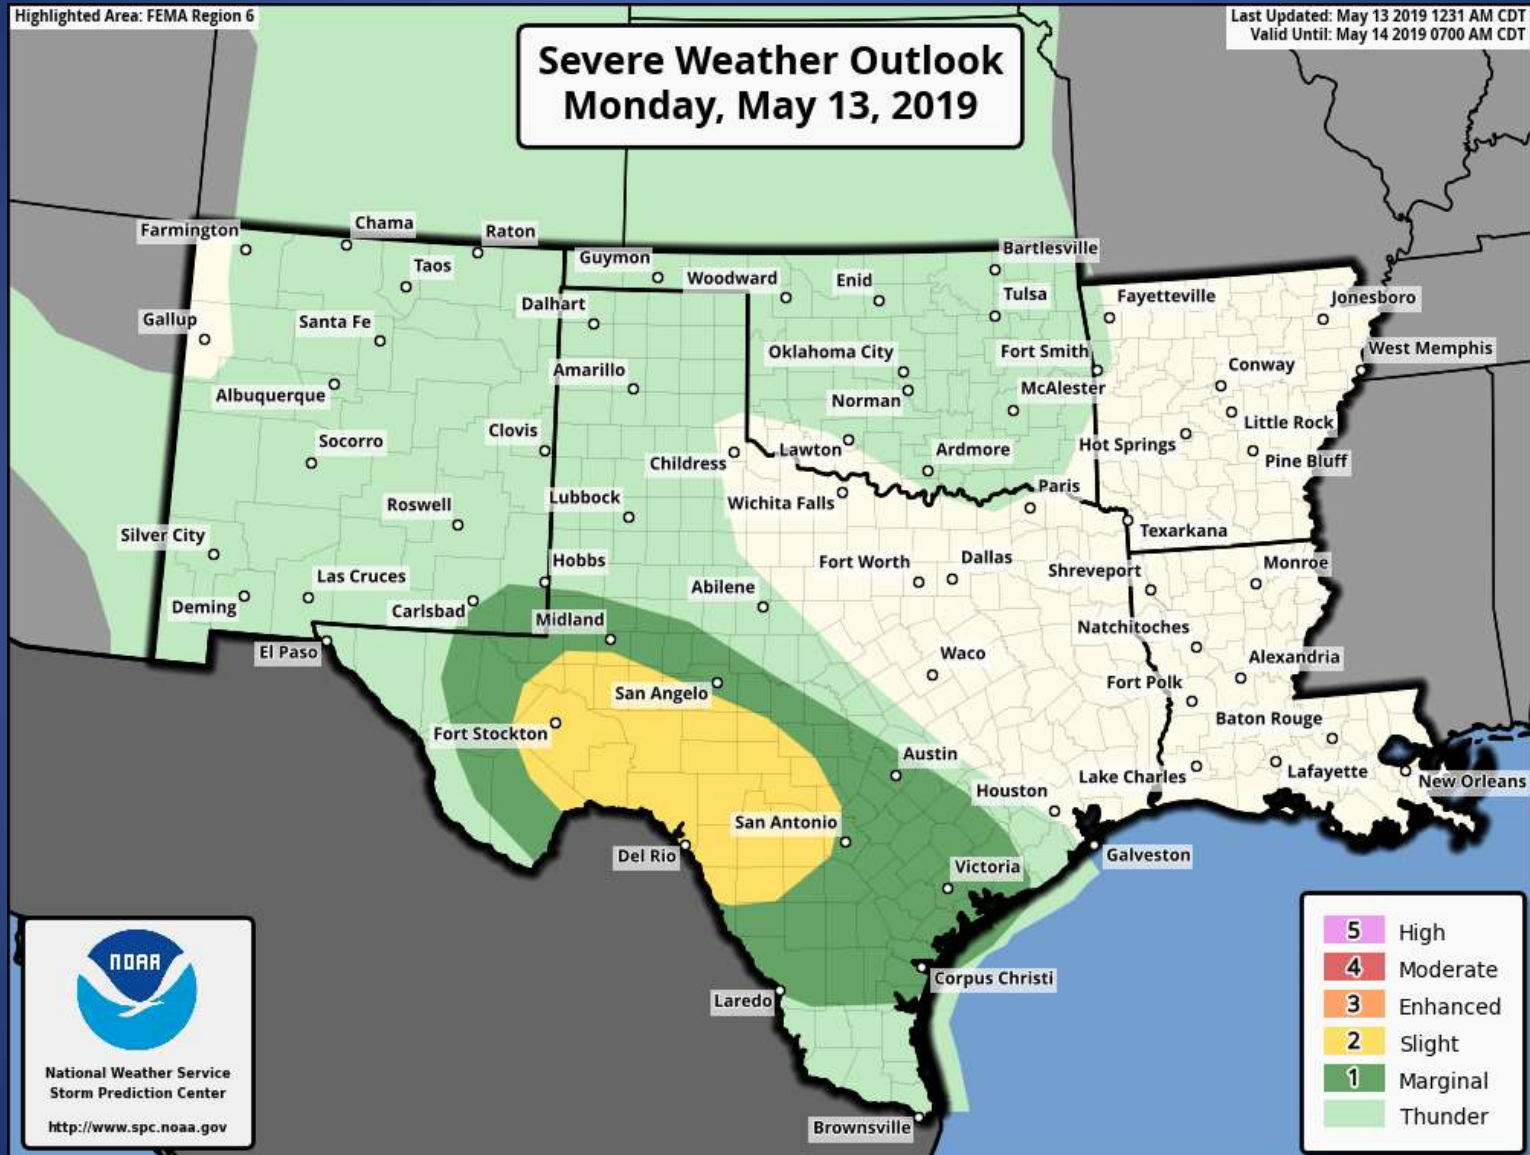 Highlighted Area: FEMA Region 6
Last Updated: May 13 2019 1231 AM CDT
Valid Until: May 14 2019 0700 AM CDT
Severe Weather Outlook
Monday, May 13, 2019
Farmington
Chama
Raton
Taos
Guymon
Woodward
Enid
Bartlesville
Tulsa
Dalhart
Fayetteville
Jonesboro
Gallup
Santa Fe
Oklahoma City
Fort Smith
West Memphis
Amarillo
Conway
Albuquerque
Norman
McAlester
Little Rock
Clovis
Socorro
Childress
Lawton
Ardmore
Hot Springs
Pine Bluff
Roswell
Lubbock
Wichita Falls
Paris
Texarkana
Silver City
Hobbs
Fort Worth
Dallas
Shreveport
Monroe
Las Cruces
Abilene
Deming
Carlsbad
Midland
Natchitoches
El Paso
Waco
Alexandria
San Angelo
Fort Polk
Fort Stockton
Baton Rouge
Austin
Lake Charles
Lafayette
New Orleans
Houston
San Antonio
Del Rio
Victoria
Galveston
Corpus Christi
Laredo
Brownsville
NOAA
National Weather Service
Storm Prediction Center
http://www.spc.noaa.gov
5 High
4 Moderate
3 Enhanced
2 Slight
1 Marginal
Thunder